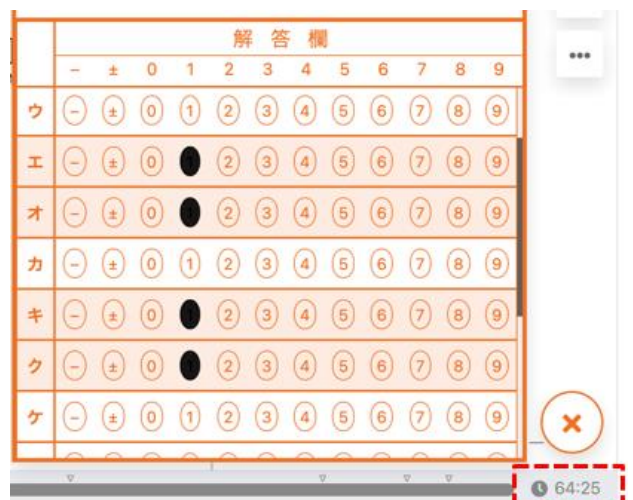 解答欄
- ± 0 1 2 3 4 5 6 7 8 9
ウ - ± 0 1 2 3 4 5 6 7 8 9
エ - ± 0 1 2 3 4 5 6 7 8 9
オ - ± 0 1 2 3 4 5 6 7 8 9
カ - ± 0 1 2 3 4 5 6 7 8 9
キ - ± 0 1 2 3 4 5 6 7 8 9
ク - ± 0 1 2 3 4 5 6 7 8 9
ケ - ± 0 1 2 3 4 5 6 7 8 9
64:25